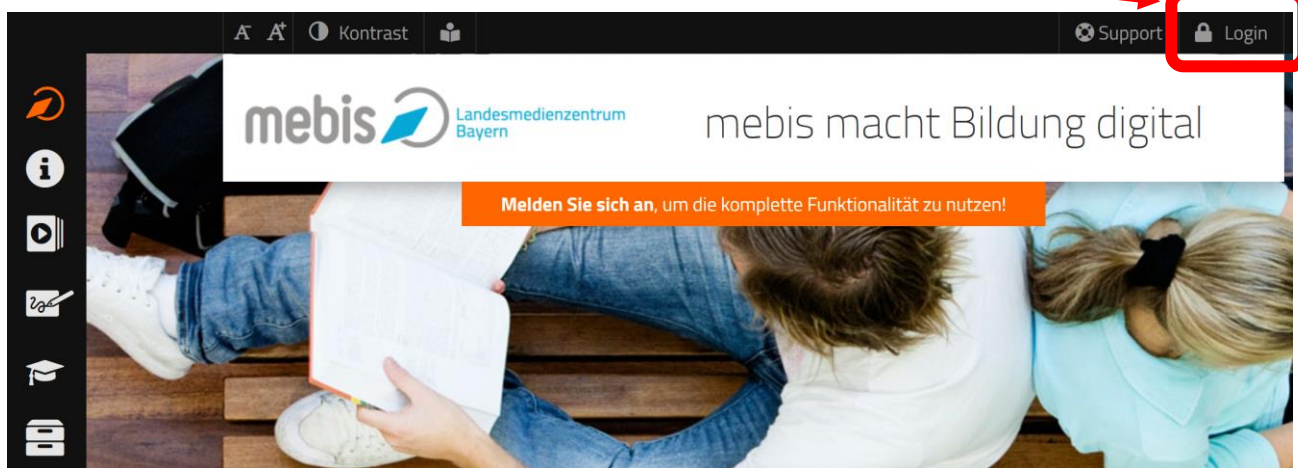 A- A+ Kontrast Support Login
mebis Landesmedienzentrum
Bayern
mebis macht Bildung digital
Melden Sie sich an, um die komplette Funktionalität zu nutzen!